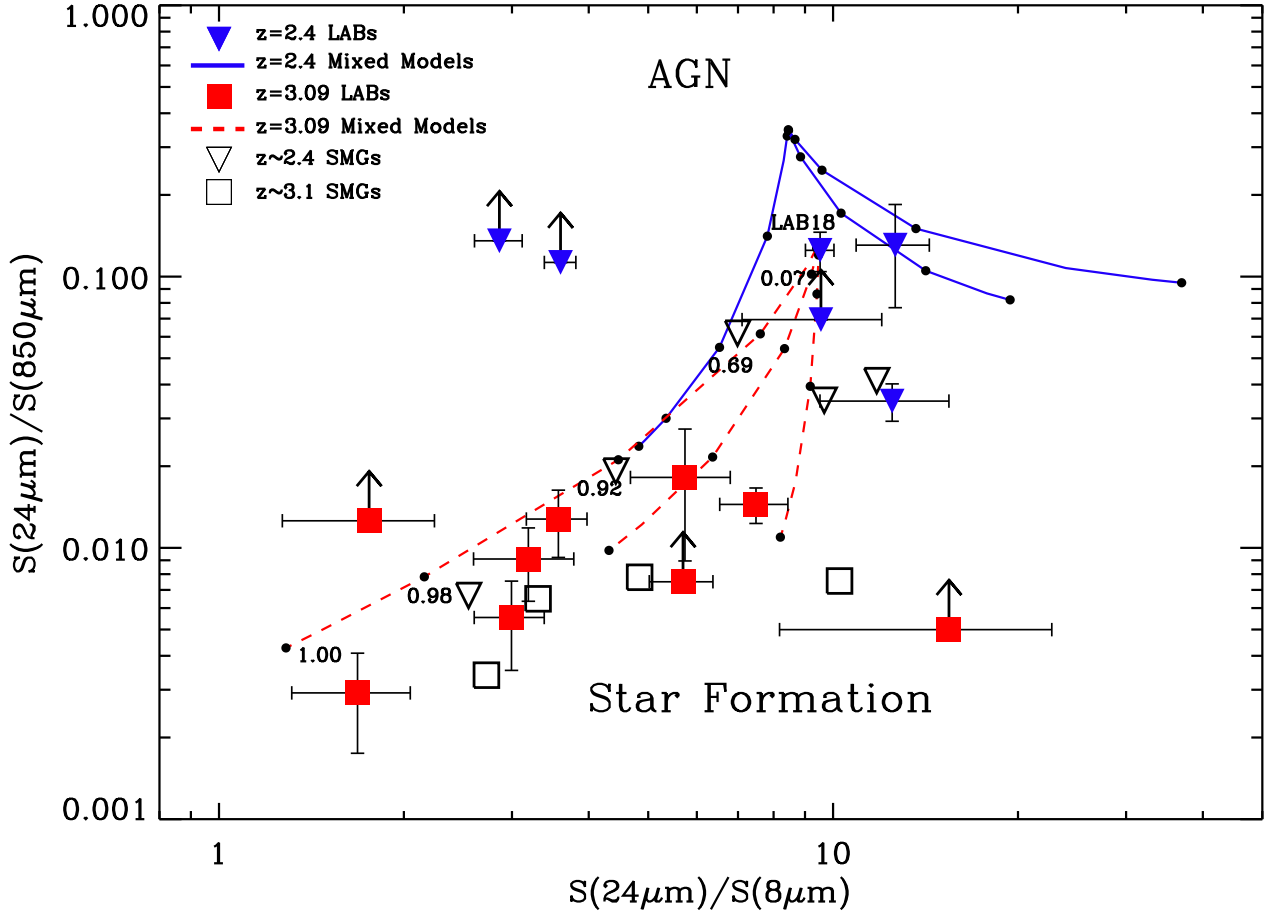 1.000
z=2.4 LABs
z=2.4 Mixed Models
z=3.09 LABs
z=3.09 Mixed Models
z~2.4 SMGs
z~3.1 SMGs
AGN
LAB18
0.100
0.07
0.69
0.92
0.010
0.98
1.00
Star Formation
0.001
1
10
S(24μm)/S(8μm)
S(24μm)/S(850μm)